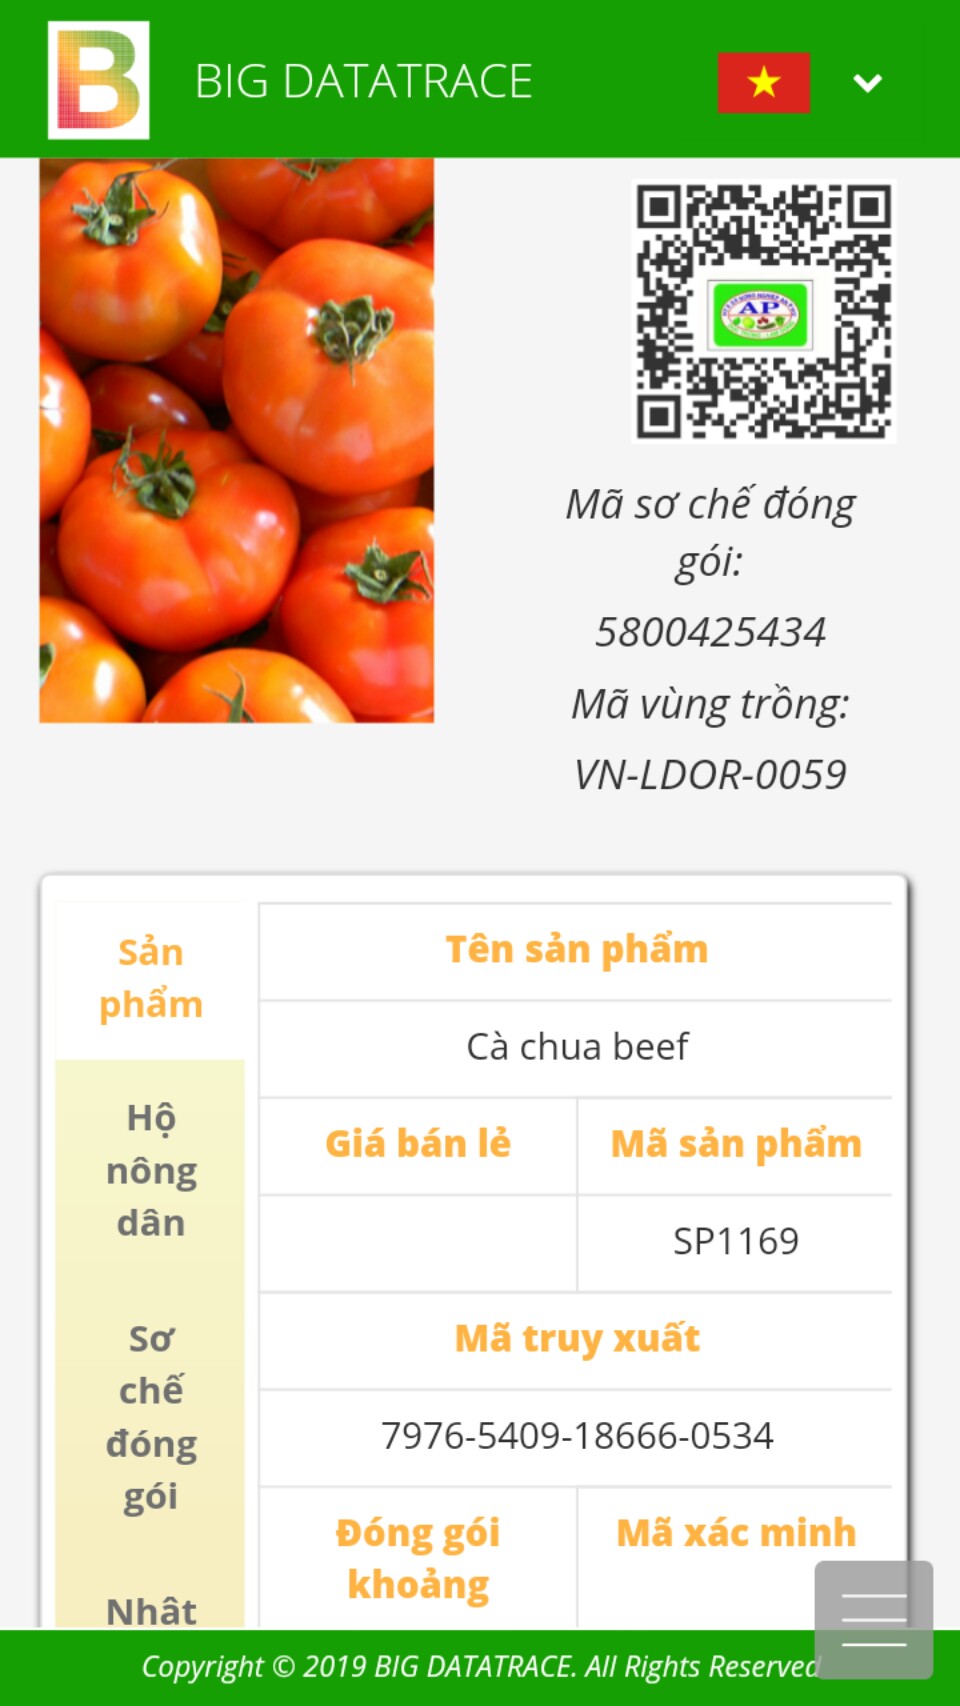 B
BIG DATATRACE
AP
Mã sơ chế đóng
gói:
5800425434
Mã vùng trồng:
VN-LDOR-0059
Sản
phẩm
Hộ
nông
dân
Sơ
chế
đóng
gói
Nhật
Tên sản phẩm
Cà chua beef
Giá bán lẻ
Mã sản phẩm
SP1169
Mã truy xuất
7976-5409-18666-0534
Đóng gói
khoảng
Mã xác minh
Copyright © 2019 BIG DATATRACE. All Rights Reserved